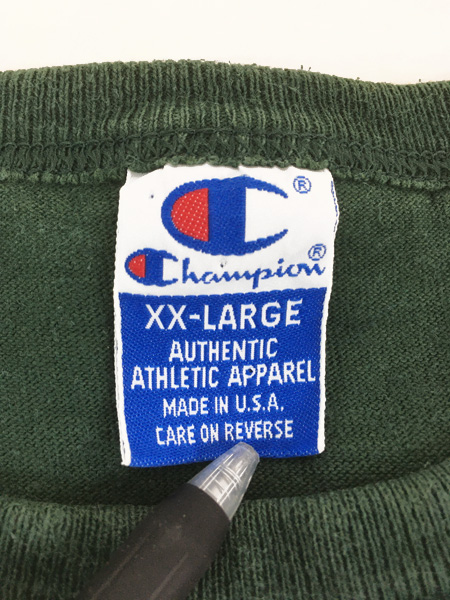 ®
Champion®
XX-LARGE
AUTHENTIC
ATHLETIC APPAREL
MADE IN U.S.A.
CARE ON REVERSE